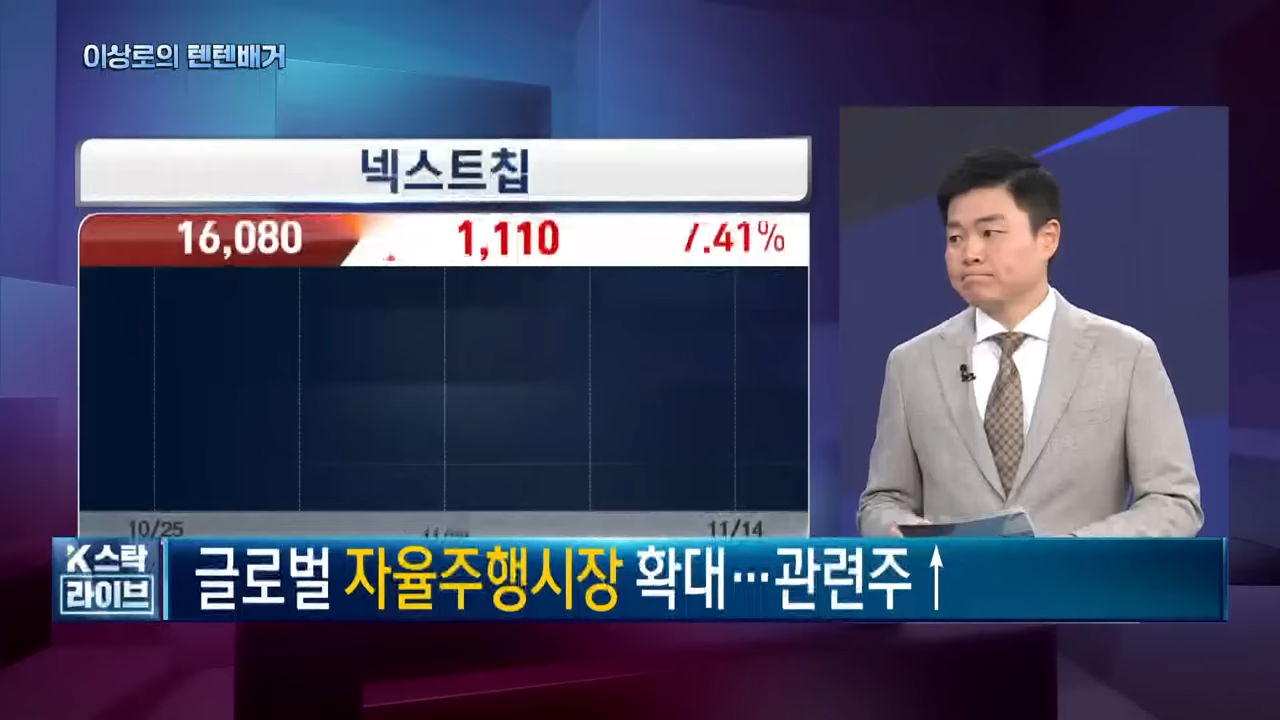 이상로의 텐텐배거
넥스트칩
16,080 1,110 7.41%
10/25 11/14
K스탁
라이브
글로벌 자율주행시장 확대…관련주↑